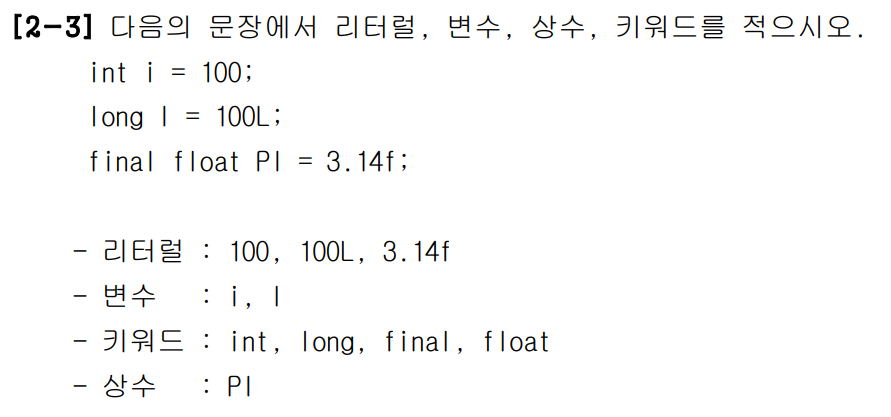 [2-3] 다음의 문장에서 리터럴, 변수, 상수, 키워드를 적으시오.
int i = 100;
long l = 100L;
final float PI = 3.14f;
- 리터럴 : 100, 100L, 3.14f
- 변수 : i, l
- 키워드 : int, long, final, float
- 상수 : PI